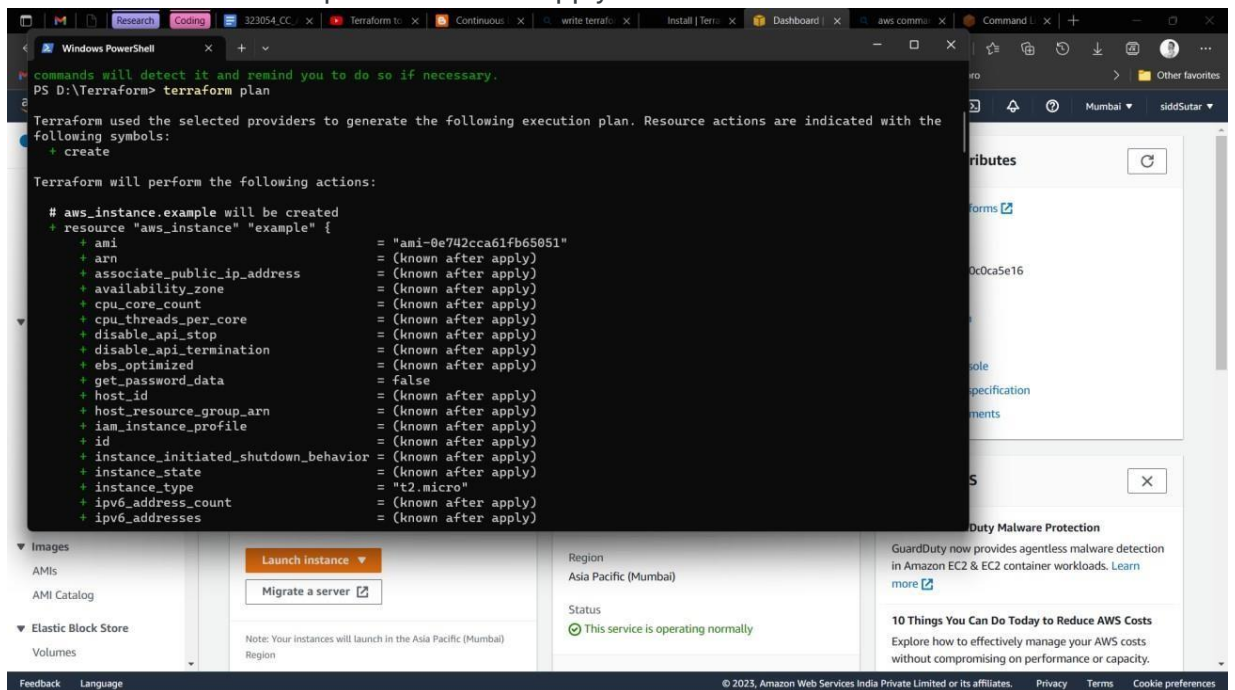 Research Coding 323054_CC_ Terraform to Continuous write terrafo Install | Terra Dashboard | aws comma Command Li
Windows PowerShell
Other favorites
commands will detect it and remind you to do so if necessary.
PS D:\Terraform> terraform plan
Mumbai siddSutar
Terraform used the selected providers to generate the following execution plan. Resource actions are indicated with the
following symbols:
+ create
ributes
Terraform will perform the following actions:
forms
# aws_instance.example will be created
+ resource "aws_instance" "example" {
+ ami = "ami-0e742cca61fb65051"
+ arn = (known after apply)
+ associate_public_ip_address = (known after apply)
0c0ca5e16
+ availability_zone = (known after apply)
+ cpu_core_count = (known after apply)
+ cpu_threads_per_core = (known after apply)
+ disable_api_stop = (known after apply)
+ disable_api_termination = (known after apply)
+ ebs_optimized = (known after apply)
sole
+ get_password_data = false
+ host_id = (known after apply)
specification
+ host_resource_group_arn = (known after apply)
+ iam_instance_profile = (known after apply)
ments
+ id = (known after apply)
+ instance_initiated_shutdown_behavior = (known after apply)
+ instance_state = (known after apply)
+ instance_type = "t2.micro"
+ ipv6_address_count = (known after apply)
+ ipv6_addresses = (known after apply)
Duty Malware Protection
GuardDuty now provides agentless malware detection
in Amazon EC2 & EC2 container workloads. Learn
more
Images
AMIs
AMI Catalog
Elastic Block Store
Volumes
Launch instance
Migrate a server
Note: Your instances will launch in the Asia Pacific (Mumbai)
Region
Region
Asia Pacific (Mumbai)
Status
This service is operating normally
10 Things You Can Do Today to Reduce AWS Costs
Explore how to effectively manage your AWS costs
without compromising on performance or capacity.
Feedback Language © 2023, Amazon Web Services India Private Limited or its affiliates. Privacy Terms Cookie preferences